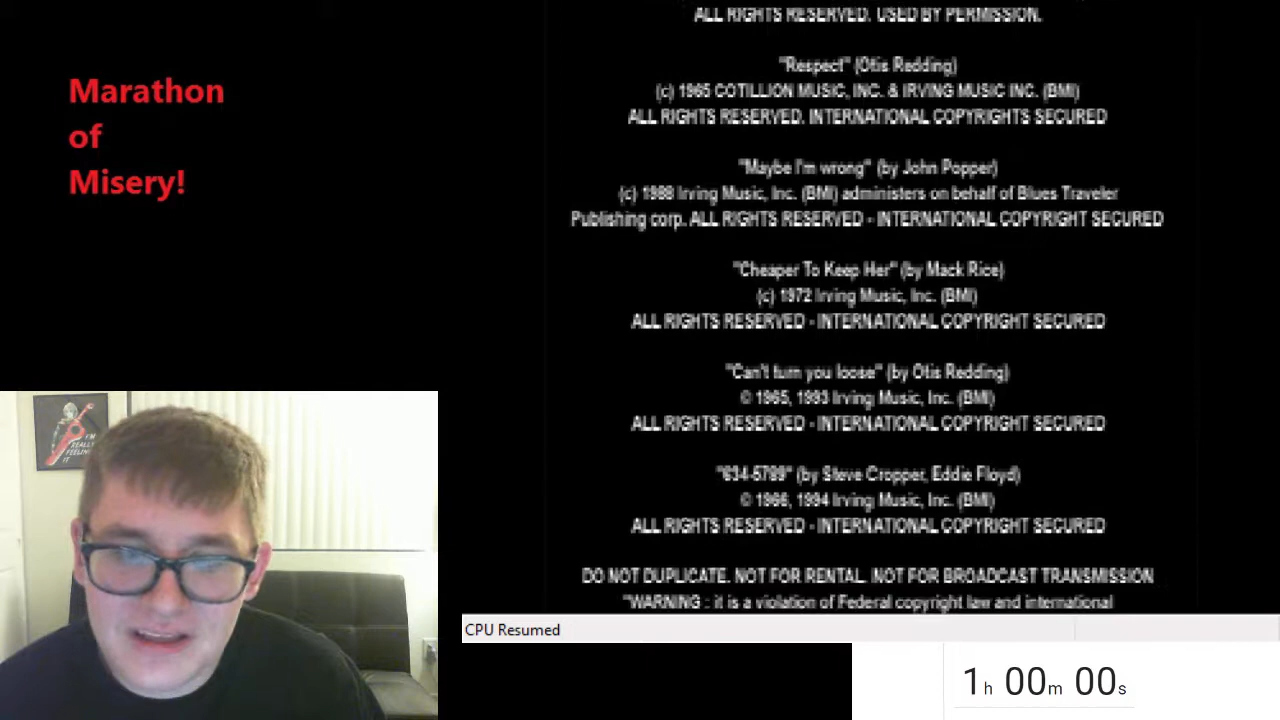 Marathon
of
Misery!
ALL RIGHTS RESERVED. USED BY PERMISSION.
"Respect" (Otis Redding)
(c) 1965 COTILLION MUSIC, INC. & IRVING MUSIC INC. (BMI)
ALL RIGHTS RESERVED. INTERNATIONAL COPYRIGHTS SECURED
"Maybe I'm wrong" (by John Popper)
(c) 1988 Irving Music, Inc. (BMI) administers on behalf of Blues Traveler
Publishing corp. ALL RIGHTS RESERVED - INTERNATIONAL COPYRIGHT SECURED
"Cheaper To Keep Her" (by Mack Rice)
(c) 1972 Irving Music, Inc. (BMI)
ALL RIGHTS RESERVED - INTERNATIONAL COPYRIGHT SECURED
"Can't turn you loose" (by Otis Redding)
© 1965, 1993 Irving Music, Inc. (BMI)
ALL RIGHTS RESERVED - INTERNATIONAL COPYRIGHT SECURED
"634-5789" (by Steve Cropper, Eddie Floyd)
© 1966, 1994 Irving Music, Inc. (BMI)
ALL RIGHTS RESERVED - INTERNATIONAL COPYRIGHT SECURED
DO NOT DUPLICATE. NOT FOR RENTAL. NOT FOR BROADCAST TRANSMISSION
"WARNING : it is a violation of Federal copyright law and international
I'M
REALLY
FEELING
IT
CPU Resumed
1h 00m 00s